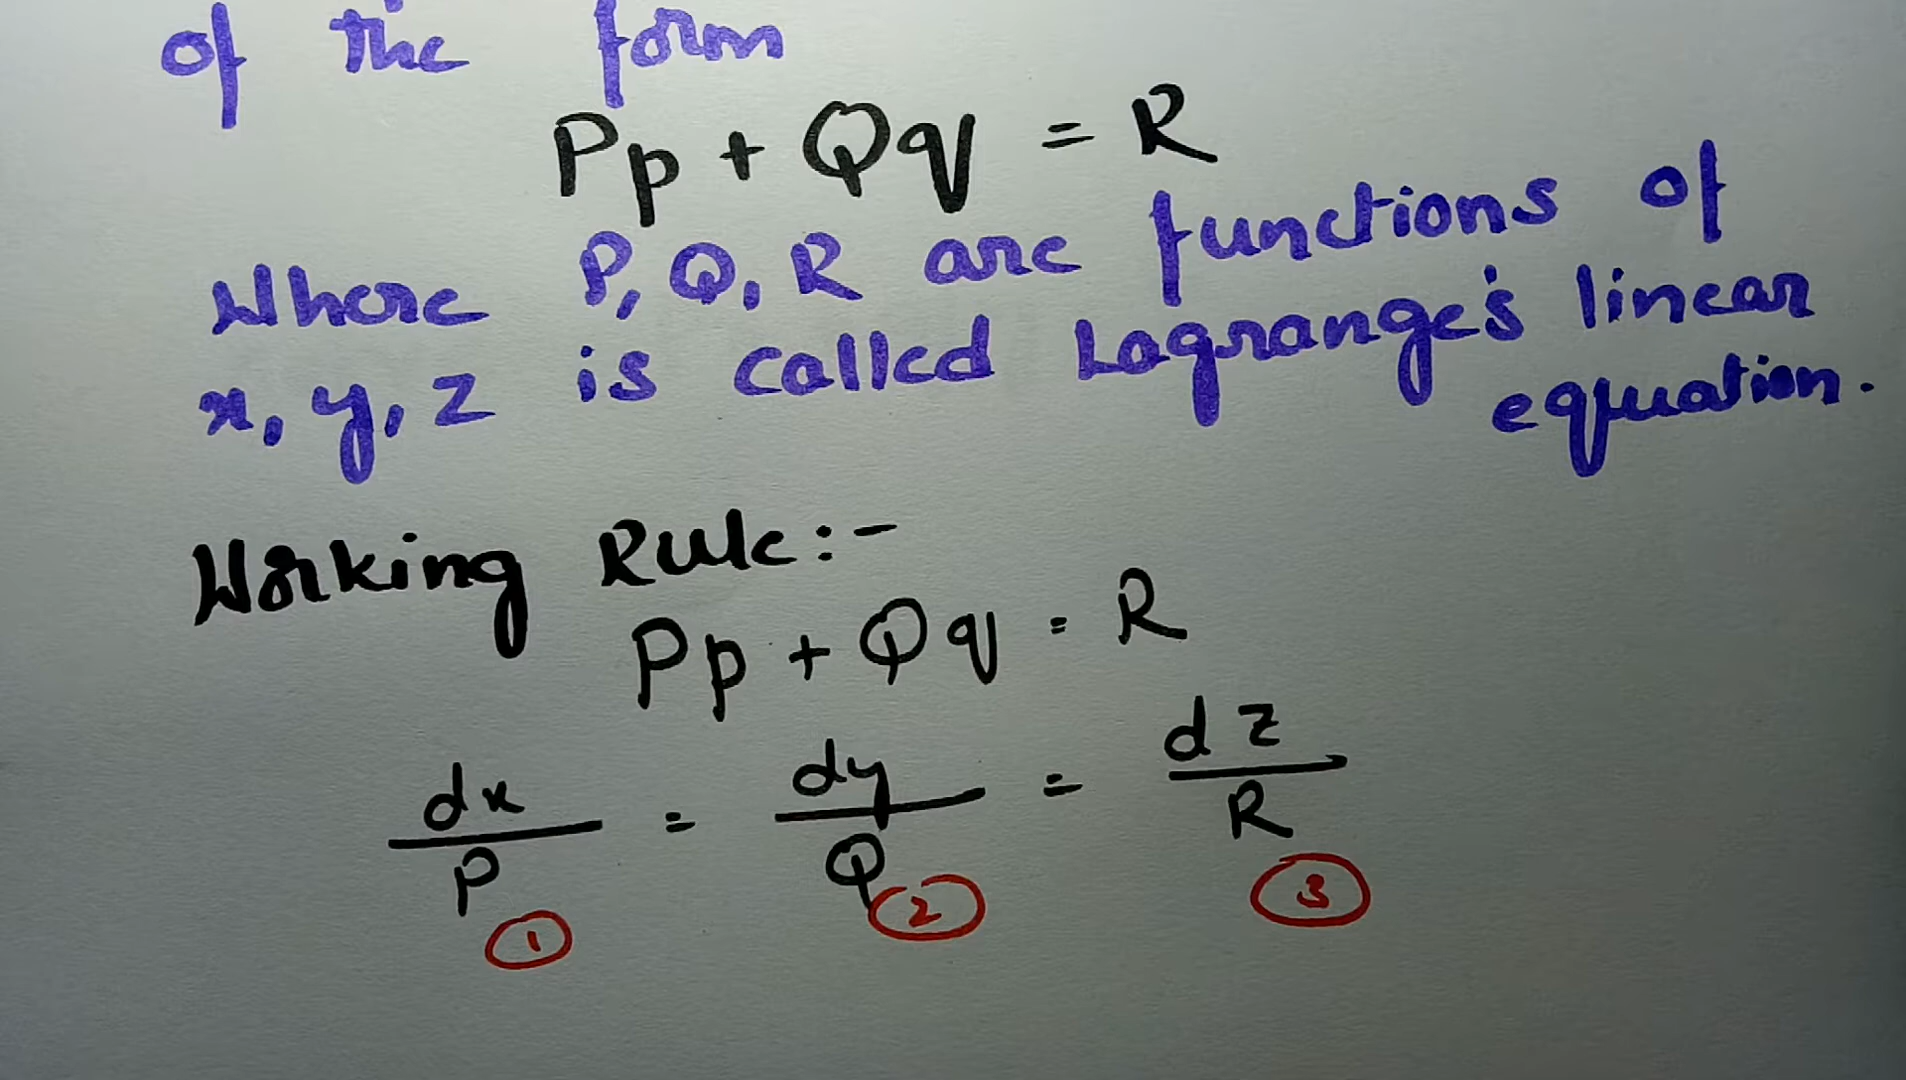 of the form
Pp + Qq = R
where P, Q, R are functions of
x, y, z is called Lagrange's linear
equation.
Working Rule:-
Pp + Qq = R
dx/P = dy/Q = dz/R
1 2 3